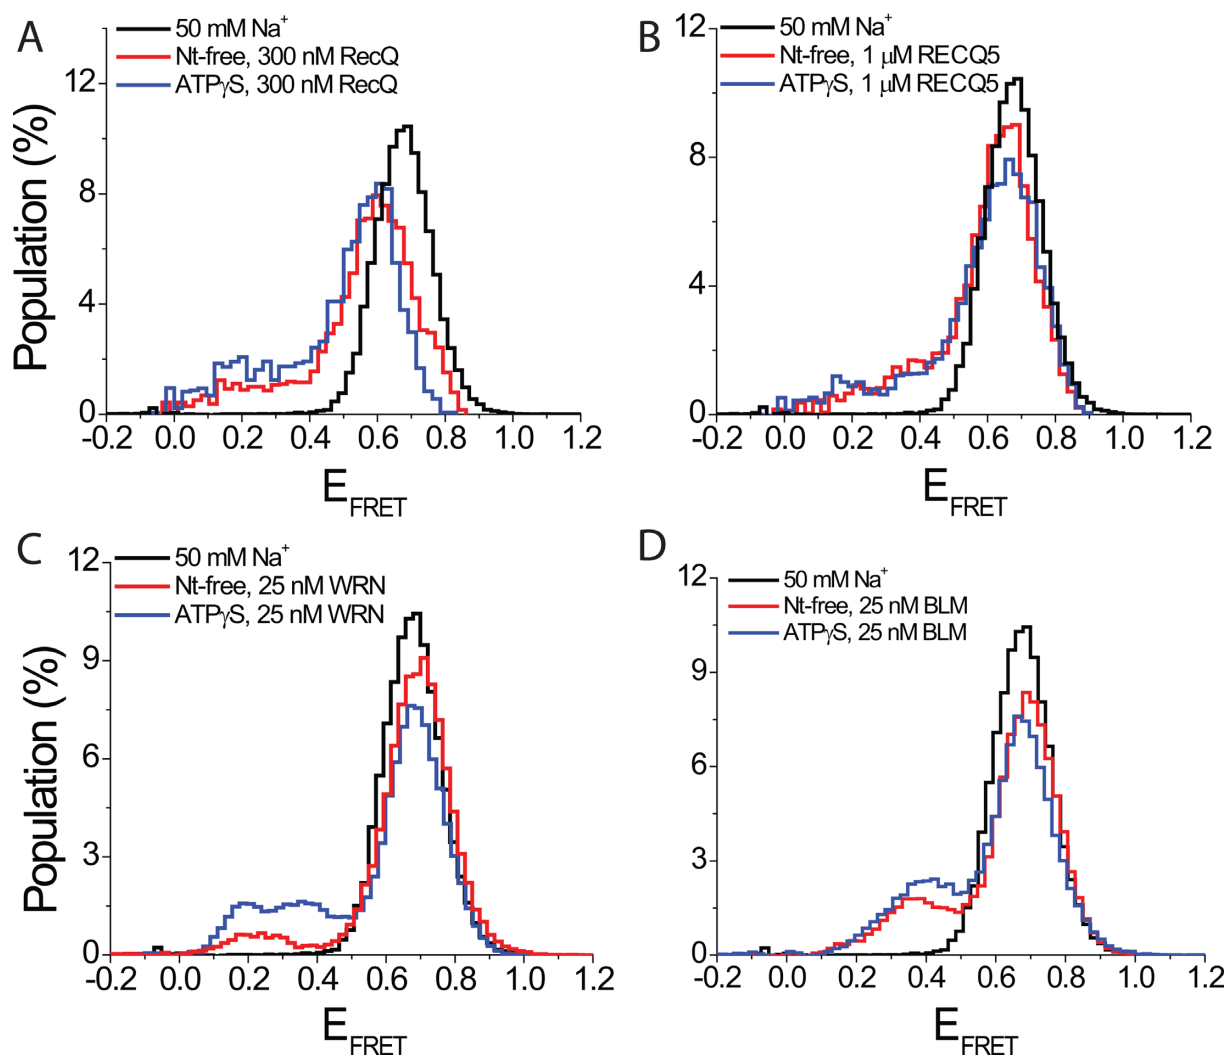 A
50 mM Na⁺
Nt-free, 300 nM RecQ
ATPγS, 300 nM RecQ
12
8
4
0
Population (%)
-0.2 0.0 0.2 0.4 0.6 0.8 1.0 1.2
E_FRET
B
50 mM Na⁺
Nt-free, 1 μM RECQ5
ATPγS, 1 μM RECQ5
12
8
4
0
-0.2 0.0 0.2 0.4 0.6 0.8 1.0 1.2
E_FRET
C
50 mM Na⁺
Nt-free, 25 nM WRN
ATPγS, 25 nM WRN
12
9
6
3
0
Population (%)
-0.2 0.0 0.2 0.4 0.6 0.8 1.0 1.2
E_FRET
D
50 mM Na⁺
Nt-free, 25 nM BLM
ATPγS, 25 nM BLM
12
9
6
3
0
-0.2 0.0 0.2 0.4 0.6 0.8 1.0 1.2
E_FRET